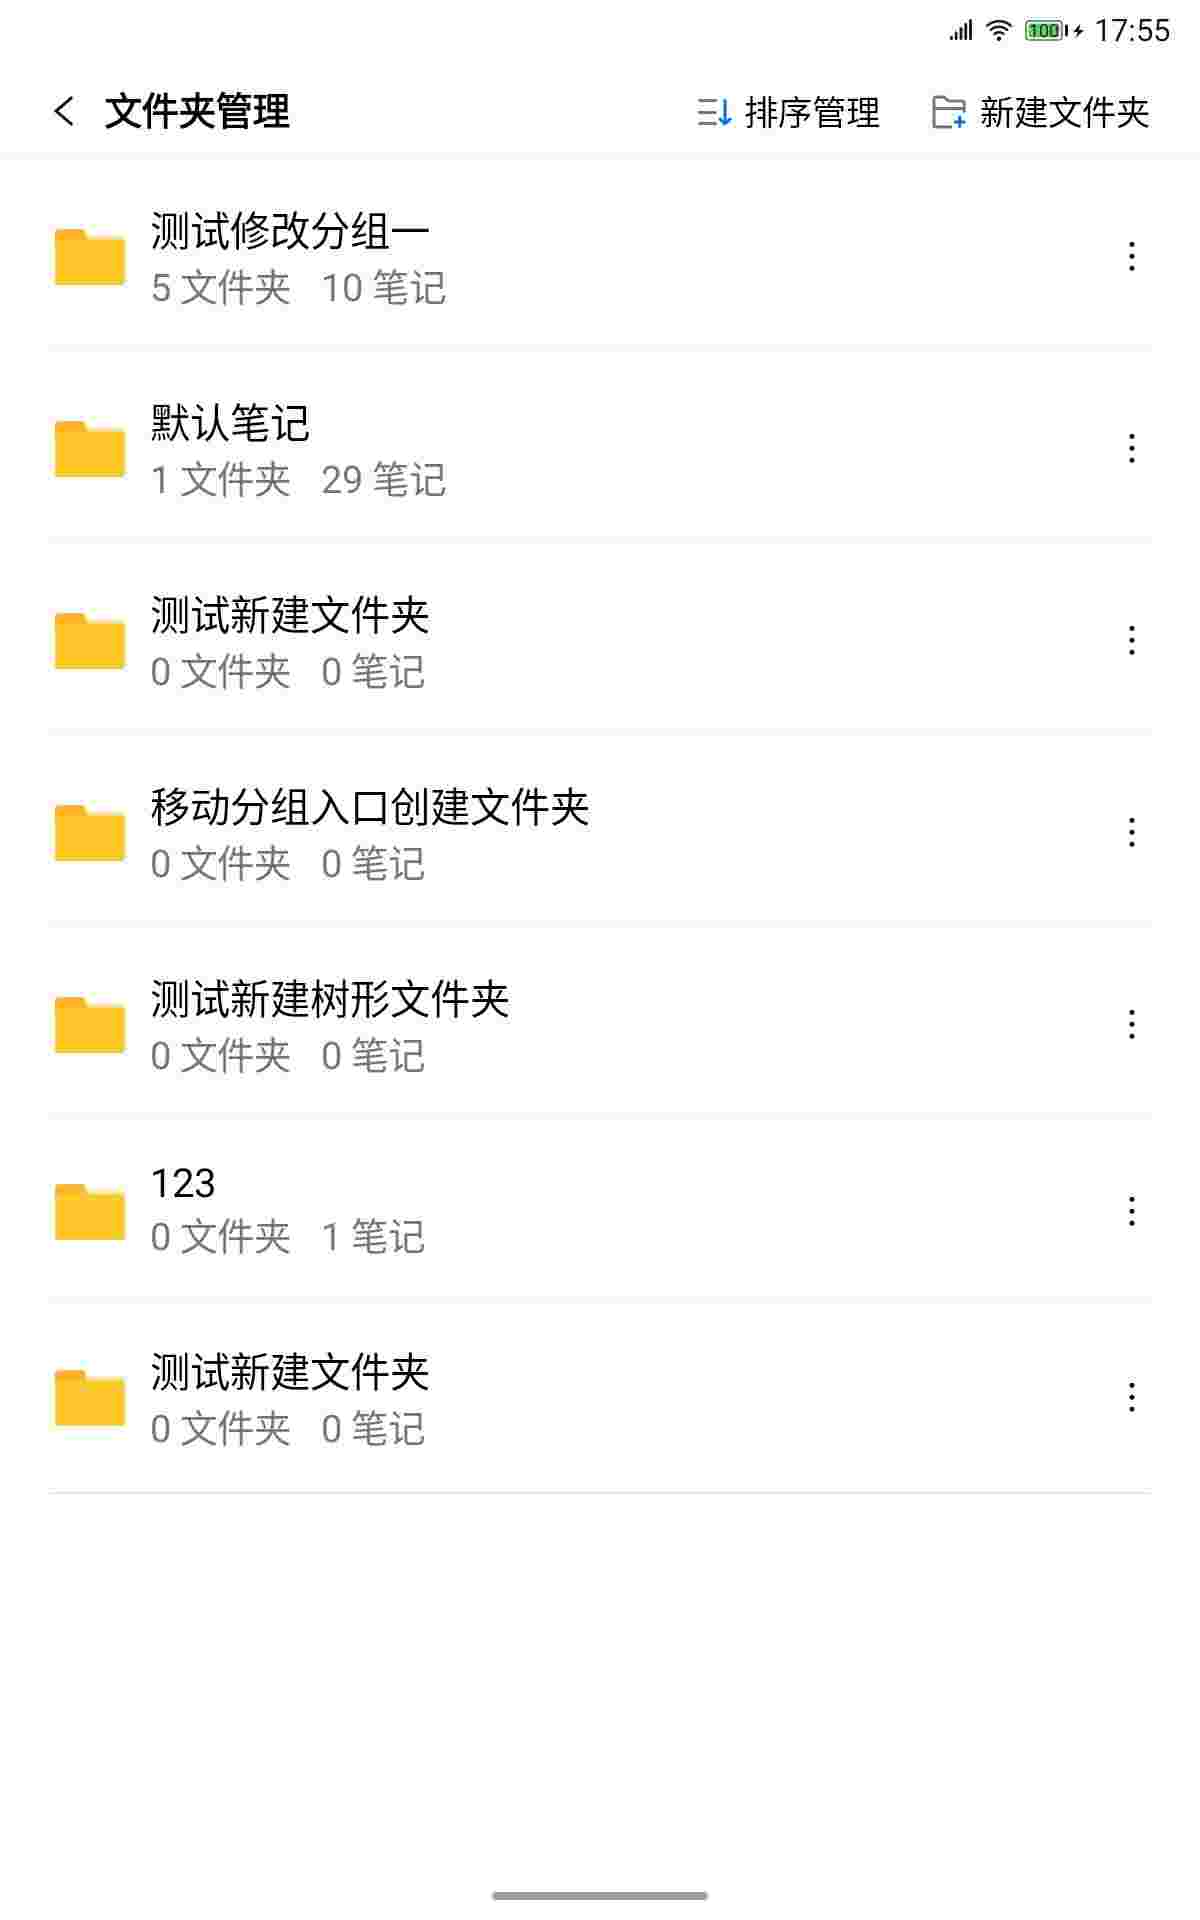 100 17:55
文件夹管理 排序管理 新建文件夹
测试修改分组一
5 文件夹 10 笔记
默认笔记
1 文件夹 29 笔记
测试新建文件夹
0 文件夹 0 笔记
移动分组入口创建文件夹
0 文件夹 0 笔记
测试新建树形文件夹
0 文件夹 0 笔记
123
0 文件夹 1 笔记
测试新建文件夹
0 文件夹 0 笔记